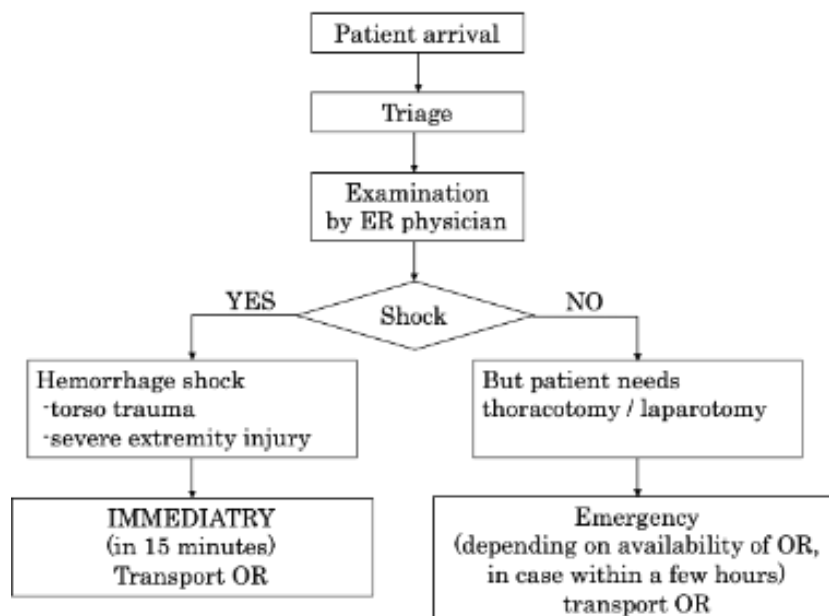 Patient arrival
Triage
Examination
by ER physician
YES
Shock
NO
Hemorrhage shock
-torso trauma
-severe extremity injury
But patient needs
thoracotomy / laparotomy
IMMEDIATRY
(in 15 minutes)
Transport OR
Emergency
(depending on availability of OR,
in case within a few hours)
transport OR